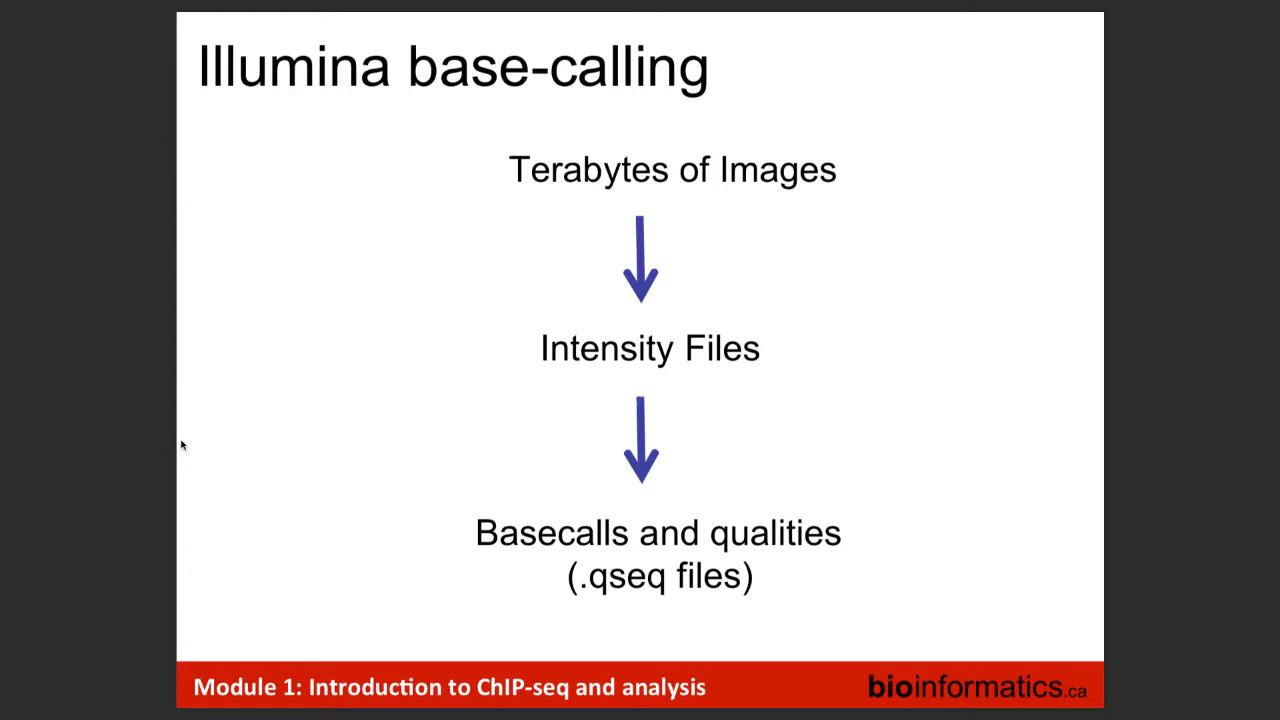 Illumina base-calling
Terabytes of Images
Intensity Files
Basecalls and qualities
(.qseq files)
Module 1: Introduction to ChIP-seq and analysis
bioinformatics.ca